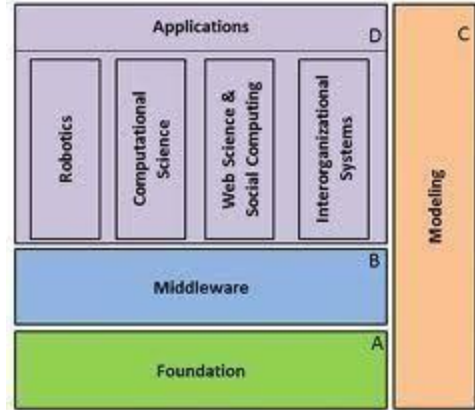 Applications
D
C
Robotics
Computational
Science
Web Science &
Social Computing
Interorganizational
Systems
Modeling
B
Middleware
A
Foundation